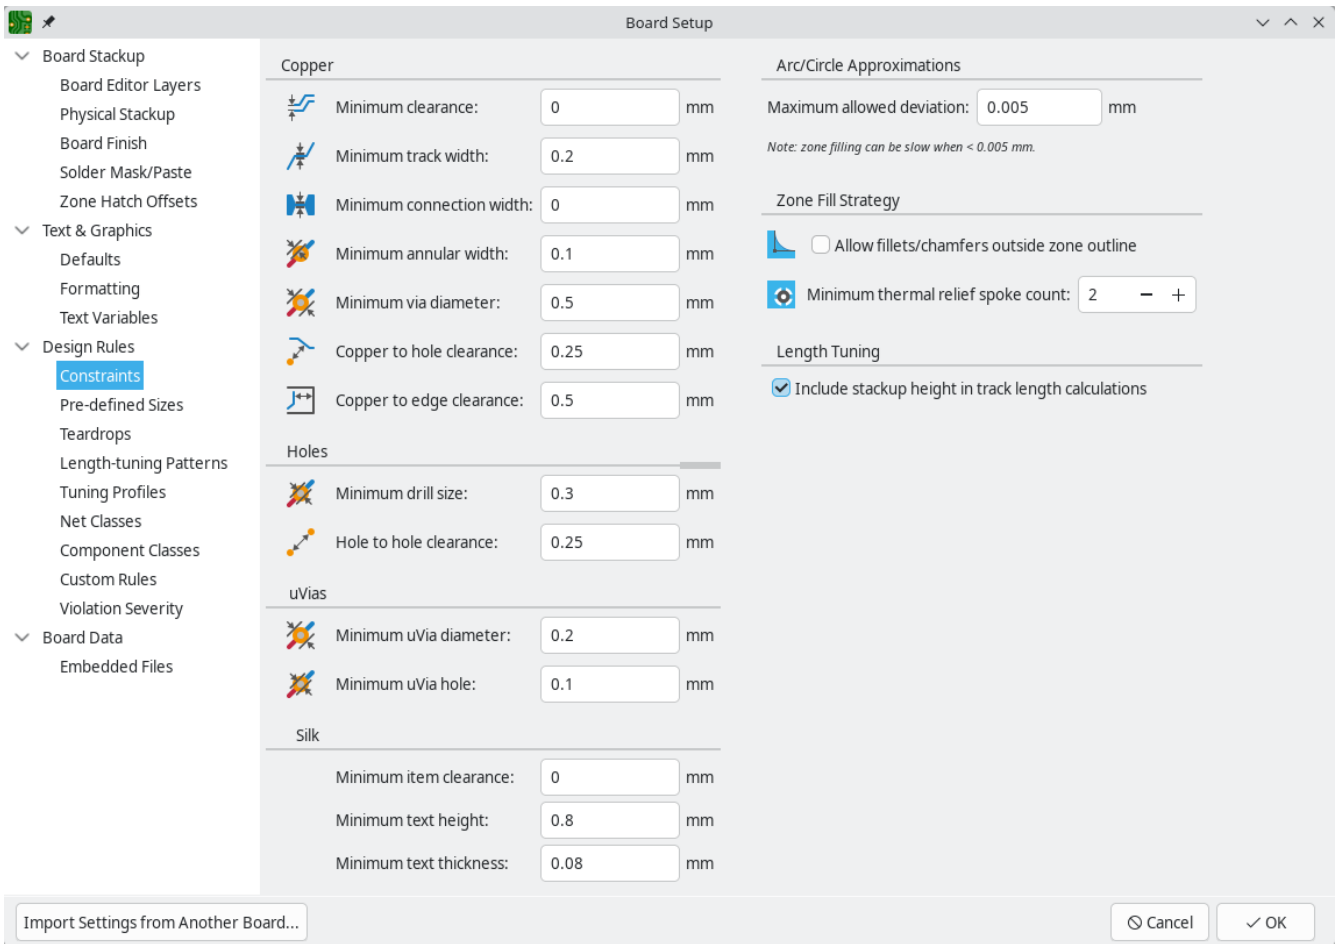 Board Setup
Board Stackup
Board Editor Layers
Physical Stackup
Board Finish
Solder Mask/Paste
Zone Hatch Offsets
Text & Graphics
Defaults
Formatting
Text Variables
Design Rules
Constraints
Pre-defined Sizes
Teardrops
Length-tuning Patterns
Tuning Profiles
Net Classes
Component Classes
Custom Rules
Violation Severity
Board Data
Embedded Files
Copper
Minimum clearance: 0 mm
Minimum track width: 0.2 mm
Minimum connection width: 0 mm
Minimum annular width: 0.1 mm
Minimum via diameter: 0.5 mm
Copper to hole clearance: 0.25 mm
Copper to edge clearance: 0.5 mm
Holes
Minimum drill size: 0.3 mm
Hole to hole clearance: 0.25 mm
uVias
Minimum uVia diameter: 0.2 mm
Minimum uVia hole: 0.1 mm
Silk
Minimum item clearance: 0 mm
Minimum text height: 0.8 mm
Minimum text thickness: 0.08 mm
Arc/Circle Approximations
Maximum allowed deviation: 0.005 mm
Note: zone filling can be slow when < 0.005 mm.
Zone Fill Strategy
Allow fillets/chamfers outside zone outline
Minimum thermal relief spoke count: 2 − +
Length Tuning
Include stackup height in track length calculations
Import Settings from Another Board...
Cancel
OK